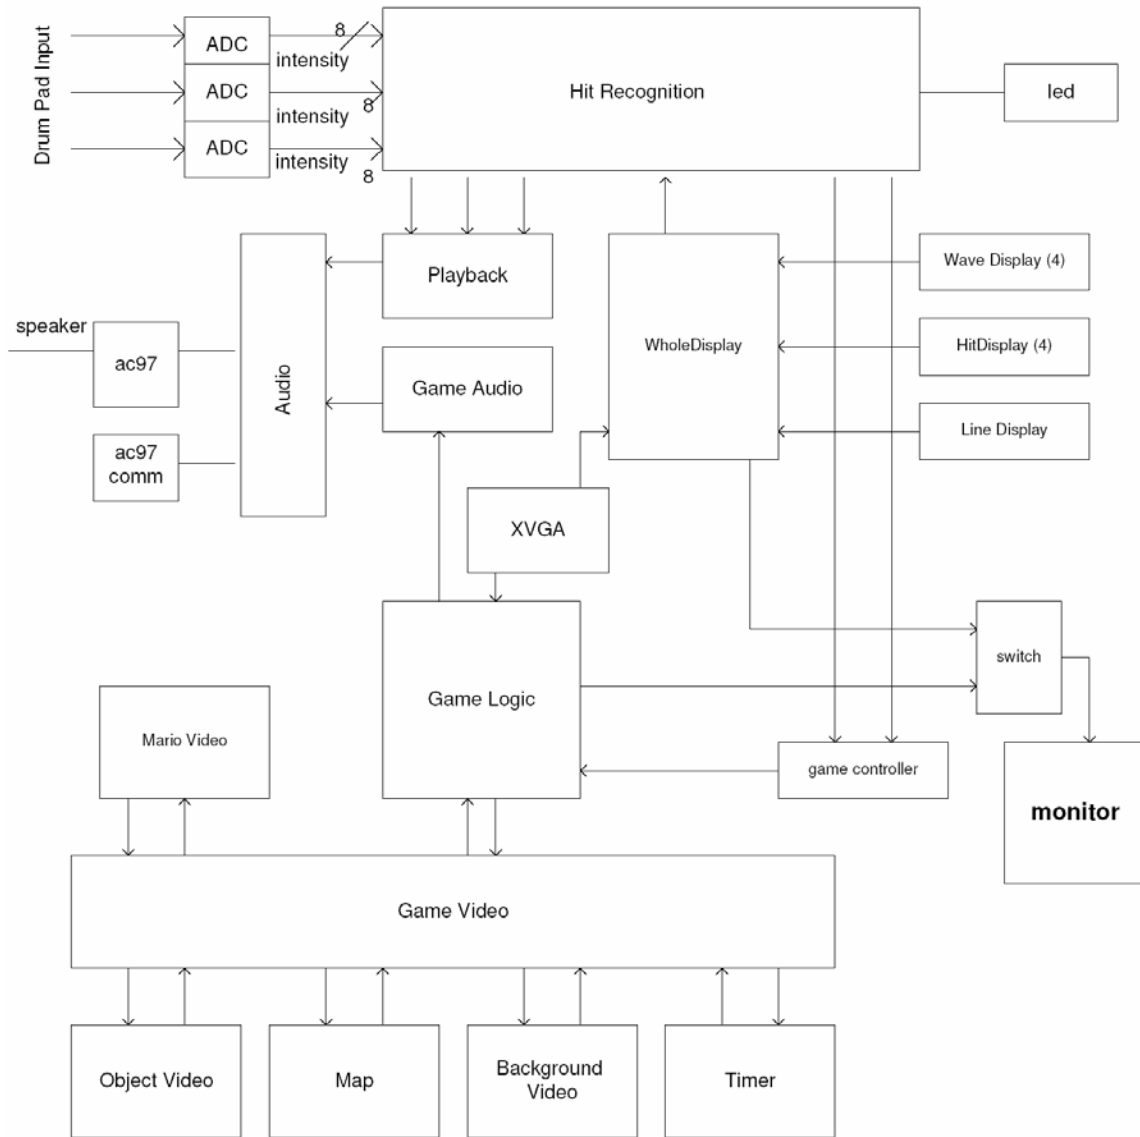 Drum Pad Input
ADC
8
intensity
ADC
8
intensity
ADC
intensity
8
Hit Recognition
led
Playback
WholeDisplay
Wave Display (4)
HitDisplay (4)
Line Display
speaker
ac97
Audio
Game Audio
ac97
comm
XVGA
Game Logic
switch
Mario Video
game controller
monitor
Game Video
Object Video
Map
Background
Video
Timer